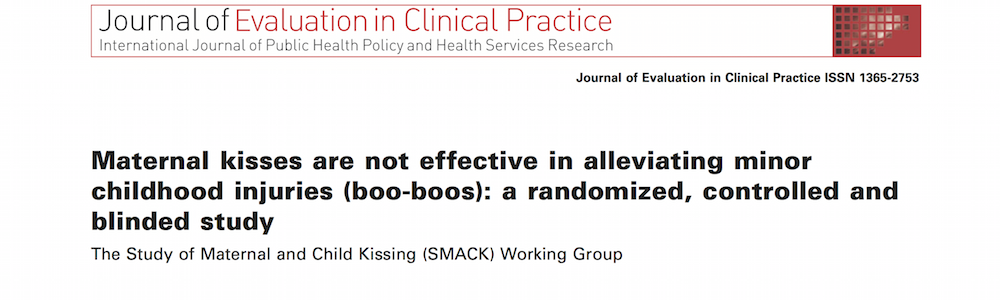 Journal of Evaluation in Clinical Practice
International Journal of Public Health Policy and Health Services Research
Journal of Evaluation in Clinical Practice ISSN 1365-2753
Maternal kisses are not effective in alleviating minor
childhood injuries (boo-boos): a randomized, controlled and
blinded study
The Study of Maternal and Child Kissing (SMACK) Working Group